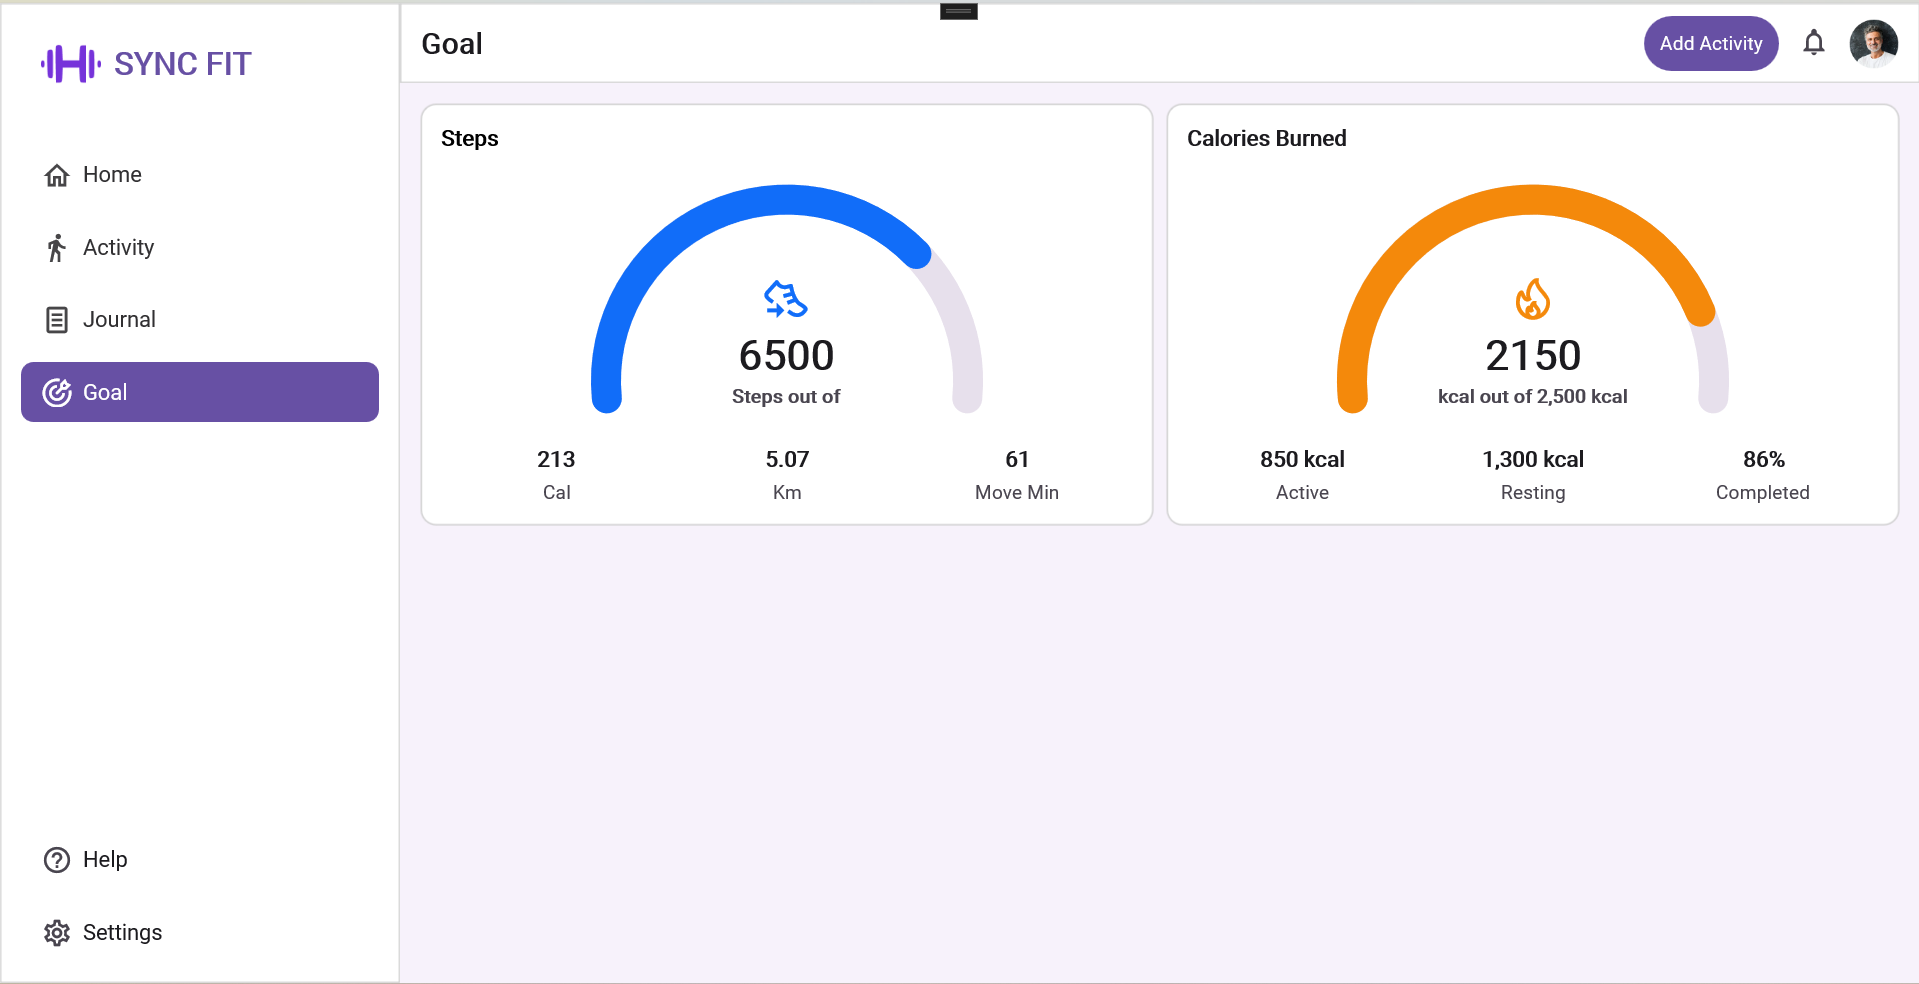 SYNC FIT
Home
Activity
Journal
Goal
Help
Settings
Goal
Add Activity
Steps
6500
Steps out of
213
Cal
5.07
Km
61
Move Min
Calories Burned
2150
kcal out of 2,500 kcal
850 kcal
Active
1,300 kcal
Resting
86%
Completed